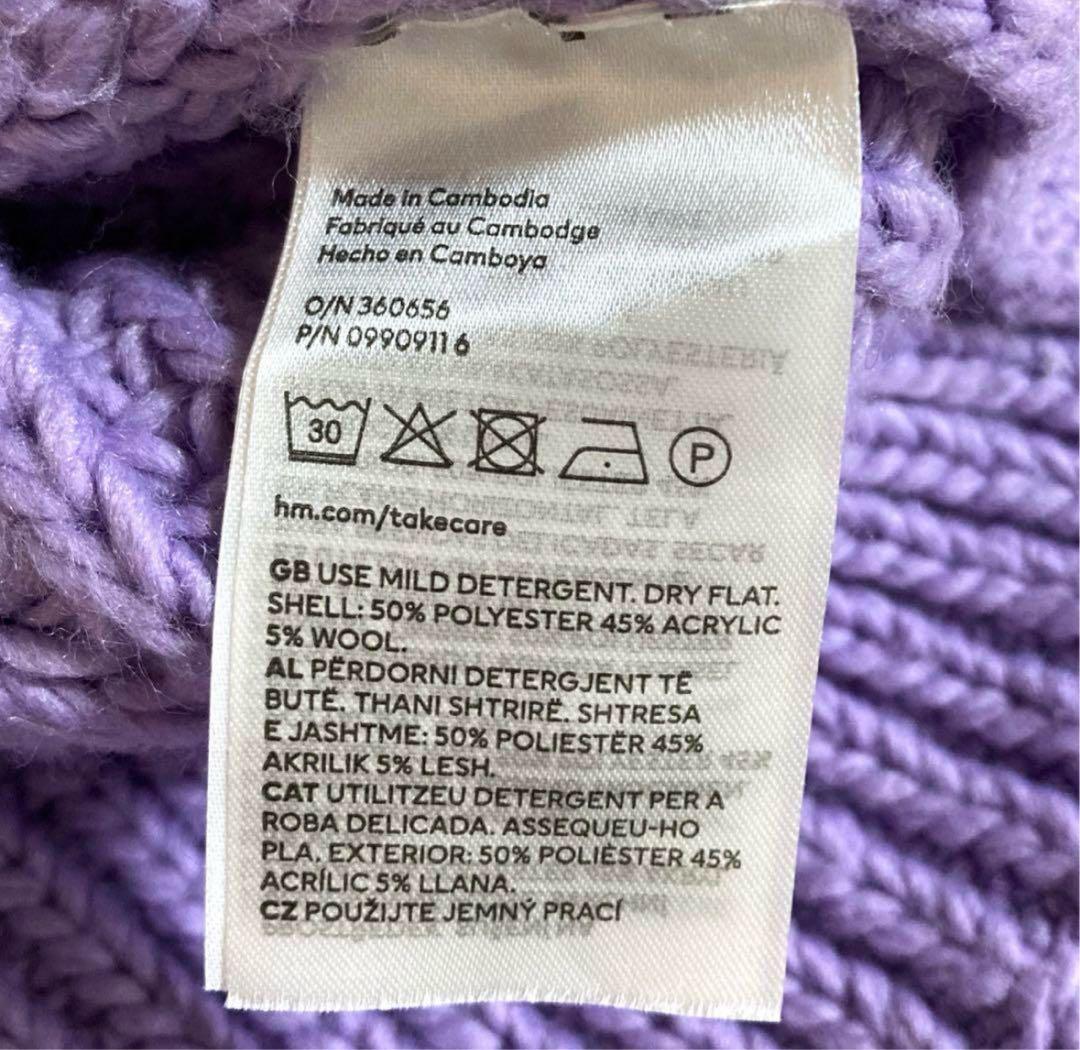 Made in Cambodia
Fabriqué au Cambodge
Hecho en Camboya
O/N 360656
P/N 09909116
30 P
hm.com/takecare
GB USE MILD DETERGENT. DRY FLAT.
SHELL: 50% POLYESTER 45% ACRYLIC
5% WOOL.
AL PËRDORNI DETERGJENT TË
BUTË. THANI SHTRIRË. SHTRESA
E JASHTME: 50% POLIESTËR 45%
AKRILIK 5% LESH.
CAT UTILITZEU DETERGENT PER A
ROBA DELICADA. ASSEQUEU-HO
PLA. EXTERIOR: 50% POLIÈSTER 45%
ACRÍLIC 5% LLANA.
CZ POUŽIJTE JEMNÝ PRACÍ